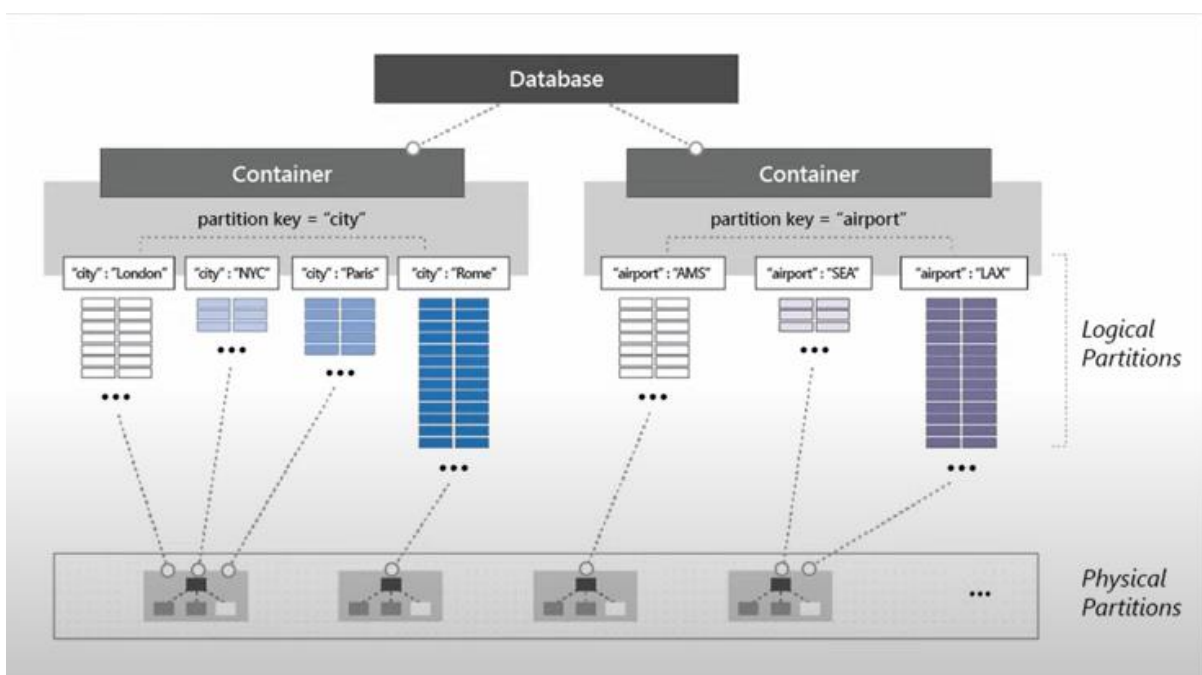 Database
Container
Container
partition key = “city”
partition key = “airport”
“city” : “London”
“city” : “NYC”
“city” : “Paris”
“city” : “Rome”
“airport” : “AMS”
“airport” : “SEA”
“airport” : “LAX”
Logical
Partitions
Physical
Partitions